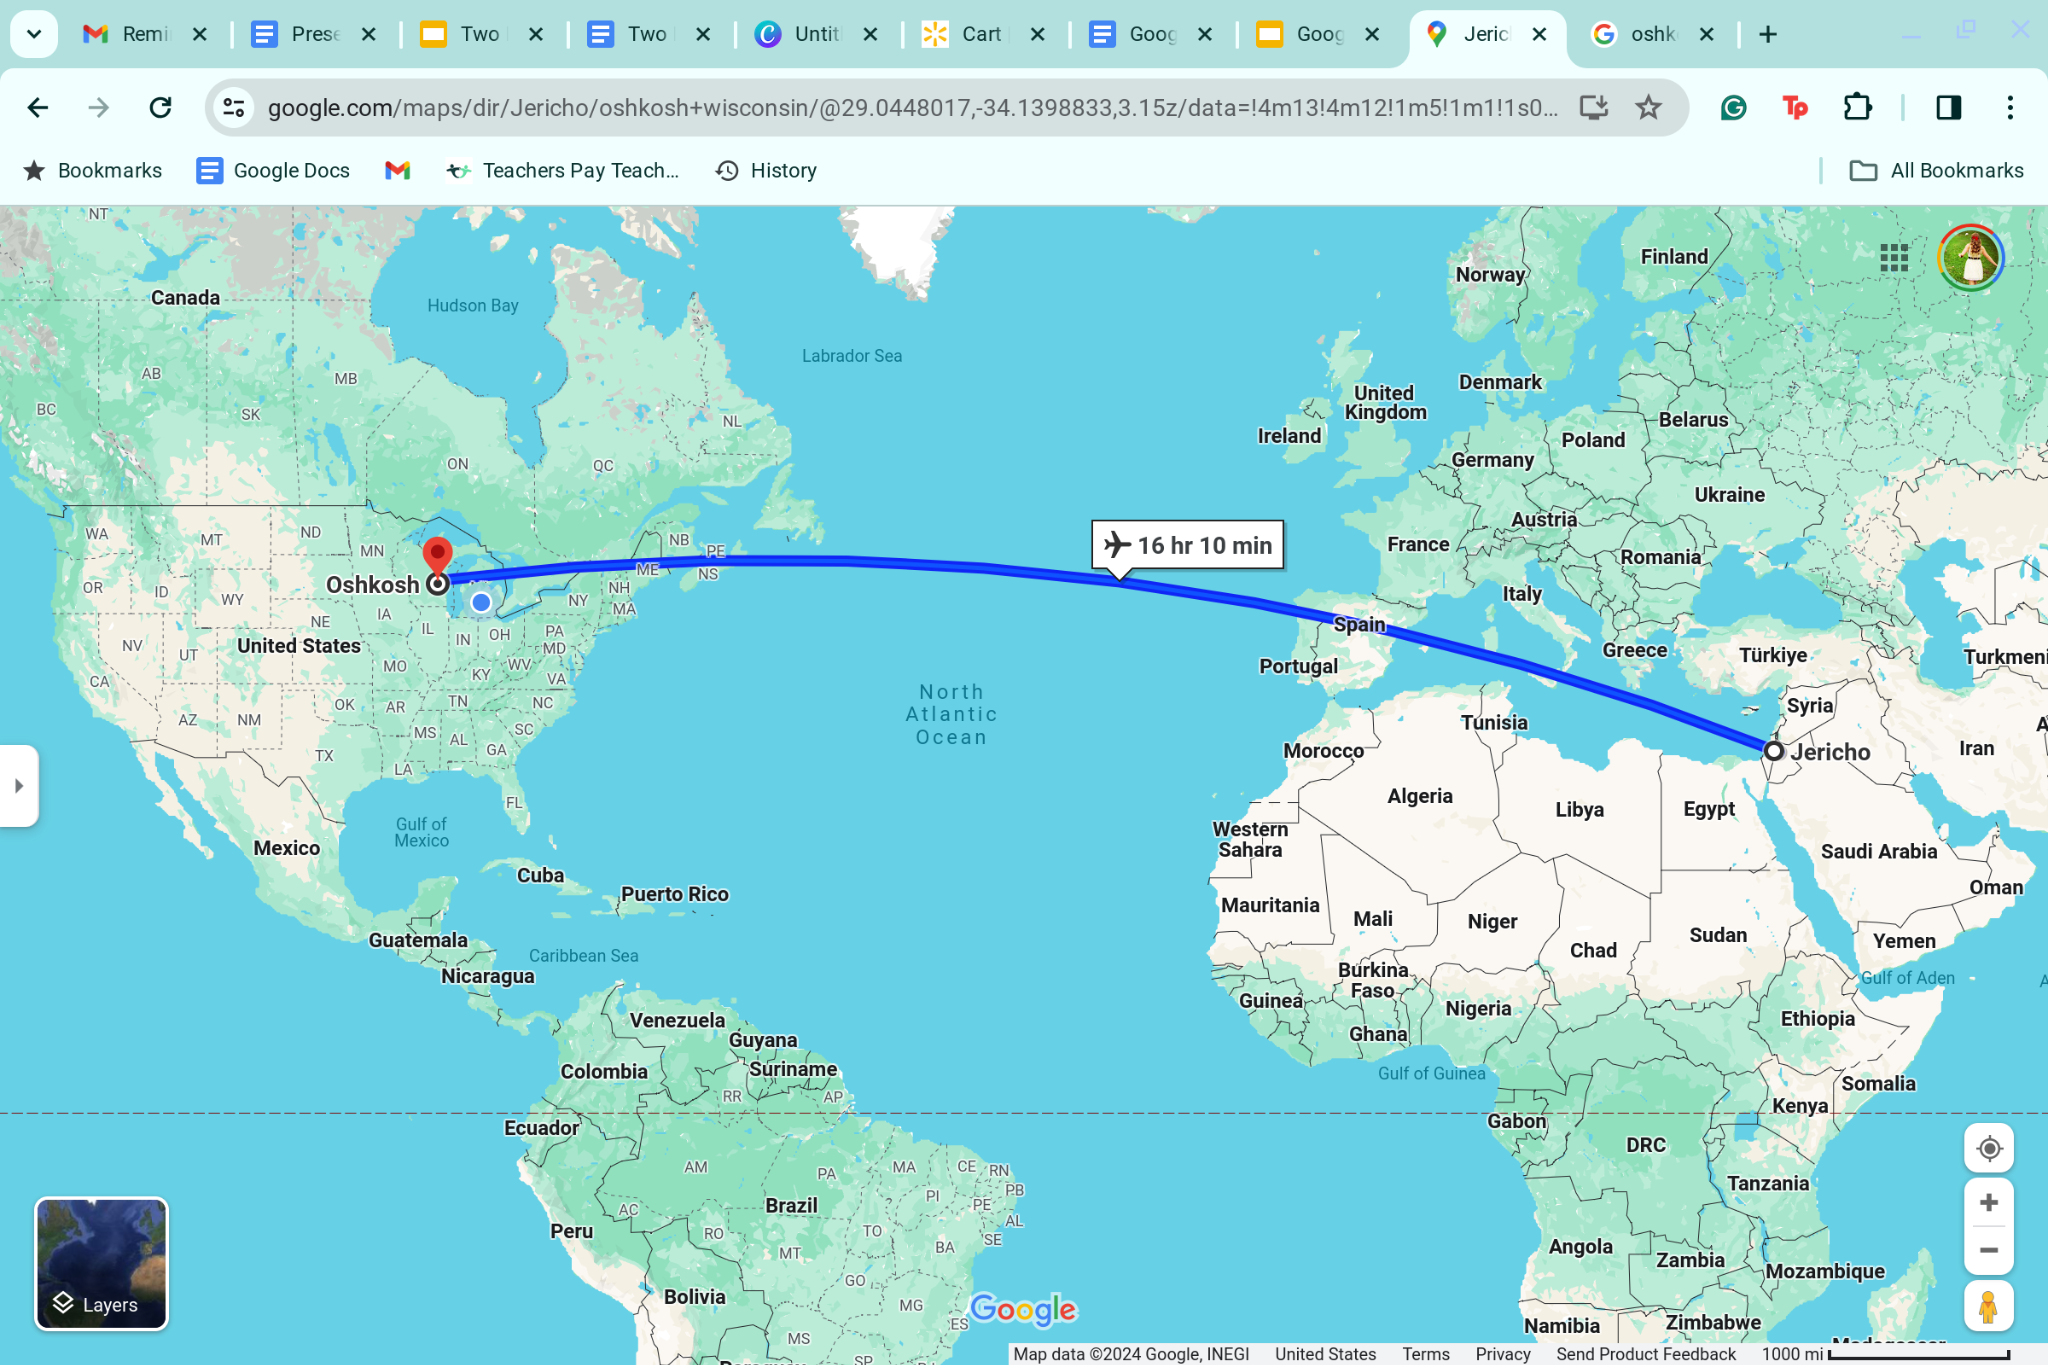 Remi
Prese
Two
Two
Untit
Cart
Goog
Goog
Jeric
oshk
google.com/maps/dir/Jericho/oshkosh+wisconsin/@29.0448017,-34.1398833,3.15z/data=!4m13!4m12!1m5!1m1!1s0...
Bookmarks
Google Docs
Teachers Pay Teach...
History
All Bookmarks
NT
Canada
Hudson Bay
Labrador Sea
Norway
Finland
AB
MB
BC
SK
NL
United
Kingdom
Denmark
Belarus
Ireland
Poland
ON
QC
Germany
Ukraine
Austria
WA
MT
ND
MN
NB
PE
16 hr 10 min
France
Romania
Oshkosh
OR
ID
WY
ME
NS
NH
NY
MA
Italy
NE
IA
IL
IN
OH
PA
MD
Spain
NV
UT
United States
Portugal
Greece
Türkiye
Turkmeni
CA
MO
KY
WV
VA
AZ
NM
OK
AR
TN
NC
North
Atlantic
Ocean
Syria
MS
AL
SC
GA
Tunisia
Morocco
Jericho
Iran
A
TX
LA
FL
Algeria
Libya
Egypt
Gulf of
Mexico
Mexico
Western
Sahara
Saudi Arabia
Cuba
Puerto Rico
Oman
Mauritania
Mali
Niger
Sudan
Yemen
Guatemala
Caribbean Sea
Chad
Nicaragua
Burkina
Faso
Gulf of Aden
A
Guinea
Nigeria
Venezuela
Guyana
Ghana
Ethiopia
Colombia
Suriname
Gulf of Guinea
Somalia
RR
AP
Kenya
Ecuador
Gabon
DRC
AM
PA
MA
CE
RN
PB
PI
PE
AL
SE
Tanzania
AC
Brazil
Peru
RO
TO
MT
BA
Angola
Zambia
Mozambique
GO
Bolivia
MG
ES
MS
SP
Layers
Google
Namibia
Zimbabwe
Map data ©2024 Google, INEGI
United States
Terms
Privacy
Send Product Feedback
1000 mi